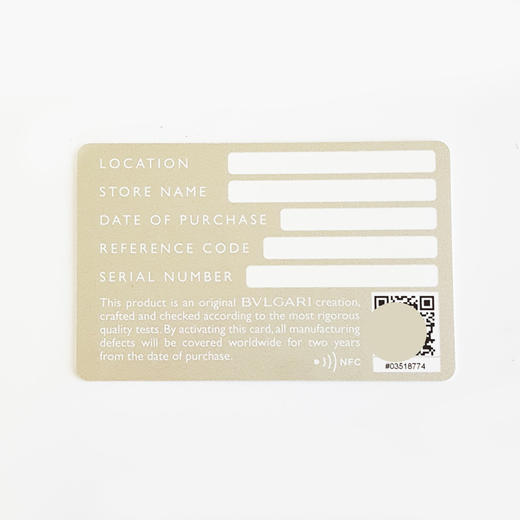 LOCATION
STORE NAME
DATE OF PURCHASE
REFERENCE CODE
SERIAL NUMBER
This product is an original BVLGARI creation,
crafted and checked according to the most rigorous
quality tests. By activating this card, all manufacturing
defects will be covered worldwide for two years
from the date of purchase.
NFC
#03518774